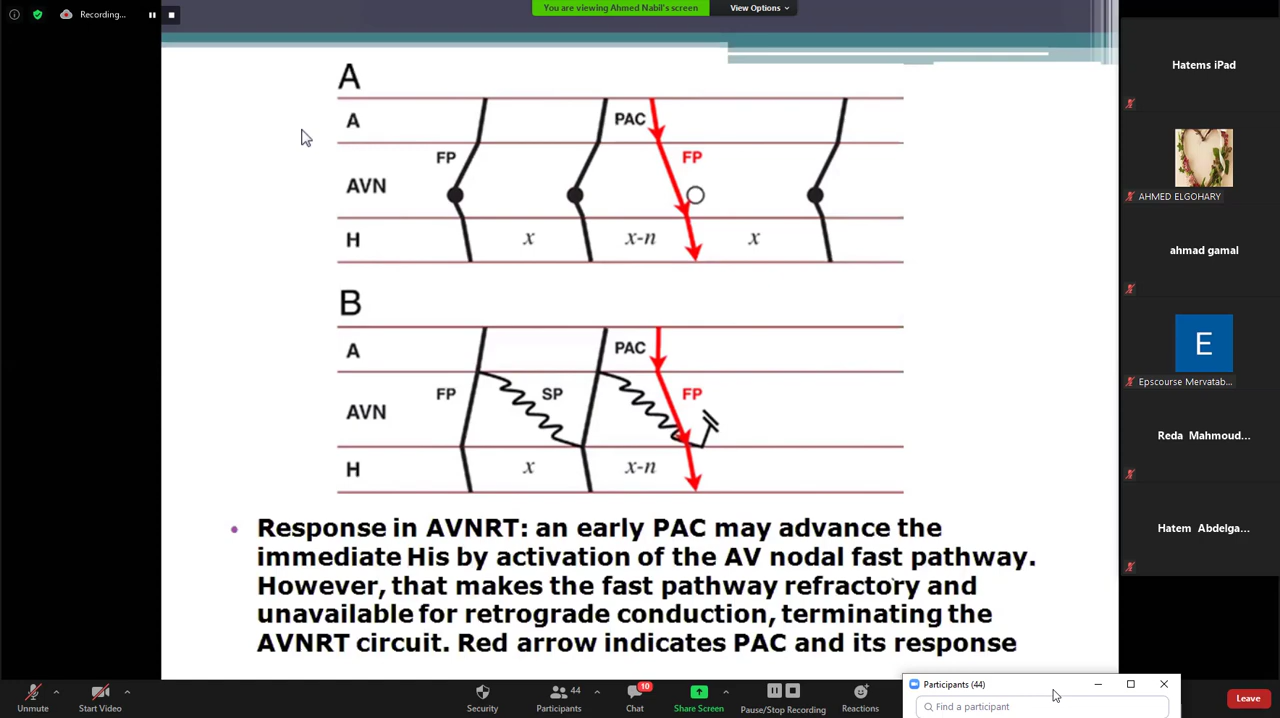 Recording...
You are viewing Ahmed Nabil's screen
View Options
A
A
PAC
FP
FP
AVN
H
x
x-n
x
B
A
PAC
FP
SP
FP
AVN
H
x
x-n
Response in AVNRT: an early PAC may advance the
immediate His by activation of the AV nodal fast pathway.
However, that makes the fast pathway refractory and
unavailable for retrograde conduction, terminating the
AVNRT circuit. Red arrow indicates PAC and its response
Hatems iPad
AHMED ELGOHARY
ahmad gamal
E
Epscourse Mervatab...
Reda Mahmoud...
Hatem Abdelga...
Participants (44)
Find a participant
Unmute
Start Video
Security
44
Participants
10
Chat
Share Screen
Pause/Stop Recording
Reactions
Leave